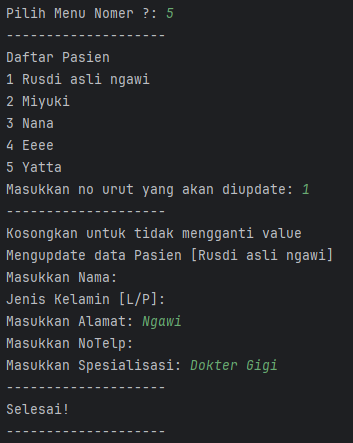 Pilih Menu Nomer ?: 5
--------------------
Daftar Pasien
1 Rusdi asli ngawi
2 Miyuki
3 Nana
4 Eeee
5 Yatta
Masukkan no urut yang akan diupdate: 1
--------------------
Kosongkan untuk tidak mengganti value
Mengupdate data Pasien [Rusdi asli ngawi]
Masukkan Nama:
Jenis Kelamin [L/P]:
Masukkan Alamat: Ngawi
Masukkan NoTelp:
Masukkan Spesialisasi: Dokter Gigi
--------------------
Selesai!
--------------------